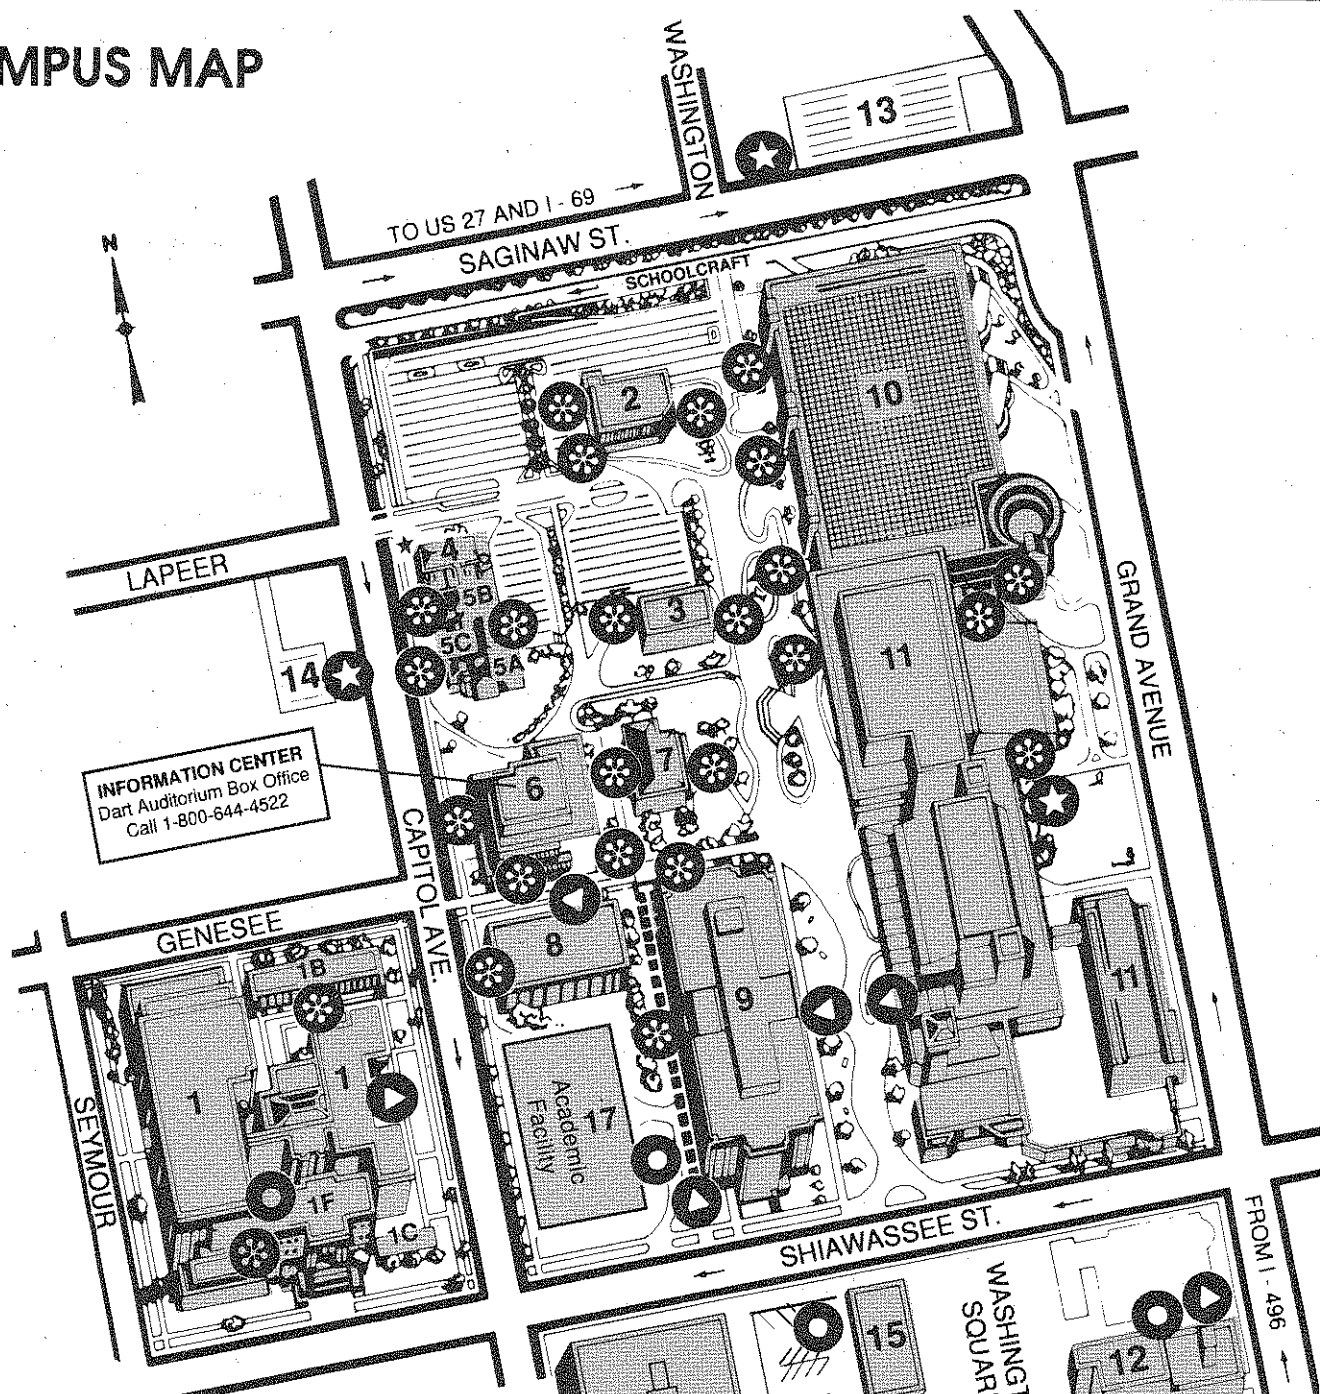 MPUS MAP
WASHINGTON
13
TO US 27 AND I - 69
SAGINAW ST.
SCHOOLCRAFT
N
2
10
4
5B
5C
5A
3
LAPEER
14
11
GRAND AVENUE
INFORMATION CENTER
Dart Auditorium Box Office
Call 1-800-644-4522
6
7
CAPITOL AVE.
GENESEE
1B
8
9
11
1
1
SEYMOUR
Academic
Facility
17
1F
1C
SHIAWASSEE ST.
FROM I - 496
WASHINGT
SQUAR
15
12